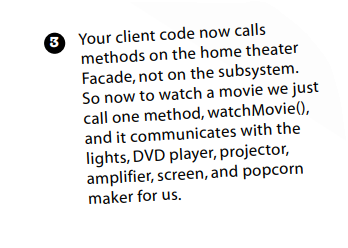 3 Your client code now calls
methods on the home theater
Facade, not on the subsystem.
So now to watch a movie we just
call one method, watchMovie(),
and it communicates with the
lights, DVD player, projector,
amplifier, screen, and popcorn
maker for us.